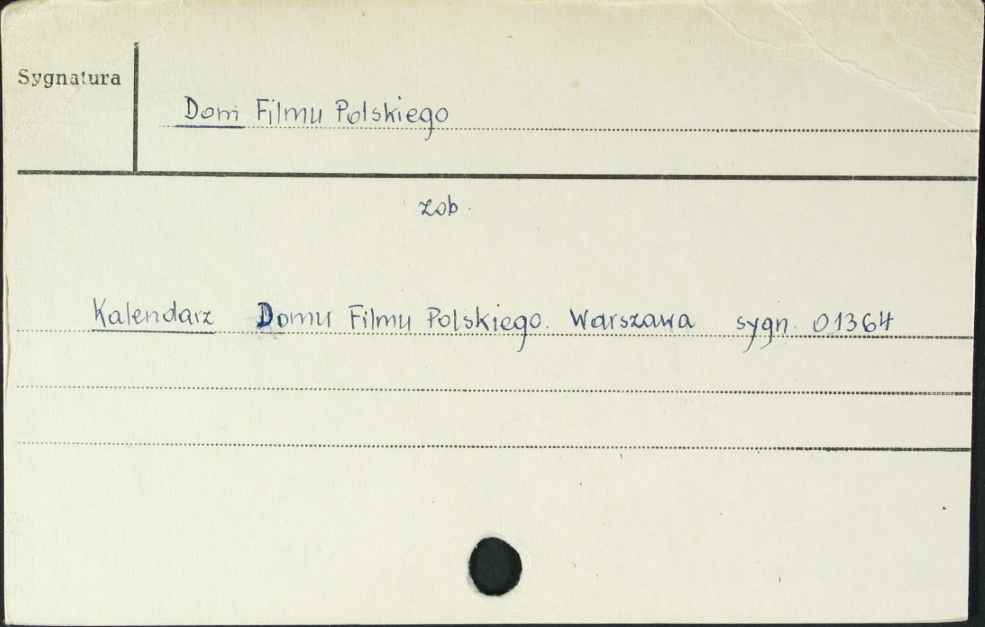 Sygnatura
Dom Filmu Polskiego
zob.
Kalendarz Domu Filmu Polskiego. Warszawa sygn. 01364